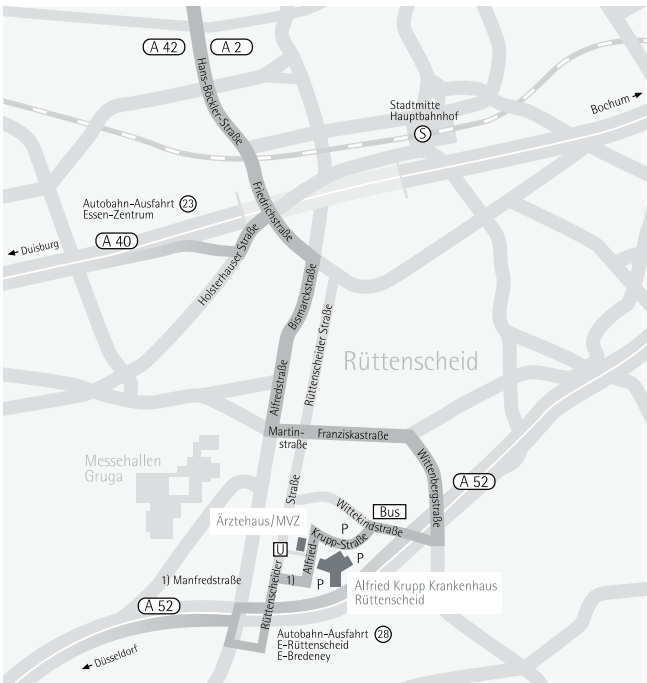 A 42
A 2
Hans-Böckler-Straße
Stadtmitte
Hauptbahnhof
S
Bochum
Autobahn-Ausfahrt 23
Essen-Zentrum
Friedrichstraße
Duisburg
A 40
Holsterhauser Straße
Bismarckstraße
Rüttenscheider Straße
Rüttenscheid
Alfredstraße
Martin-
straße
Franziskastraße
Wittenbergstraße
Messehallen
Gruga
A 52
Straße
Wittekindstraße
Bus
Ärztehaus/MVZ
P
Krupp-Straße
Alfried
U
P
1) Manfredstraße
1)
P
Alfried Krupp Krankenhaus
Rüttenscheid
A 52
Rüttenscheider
Autobahn-Ausfahrt 28
E-Rüttenscheid
E-Bredeney
Düsseldorf